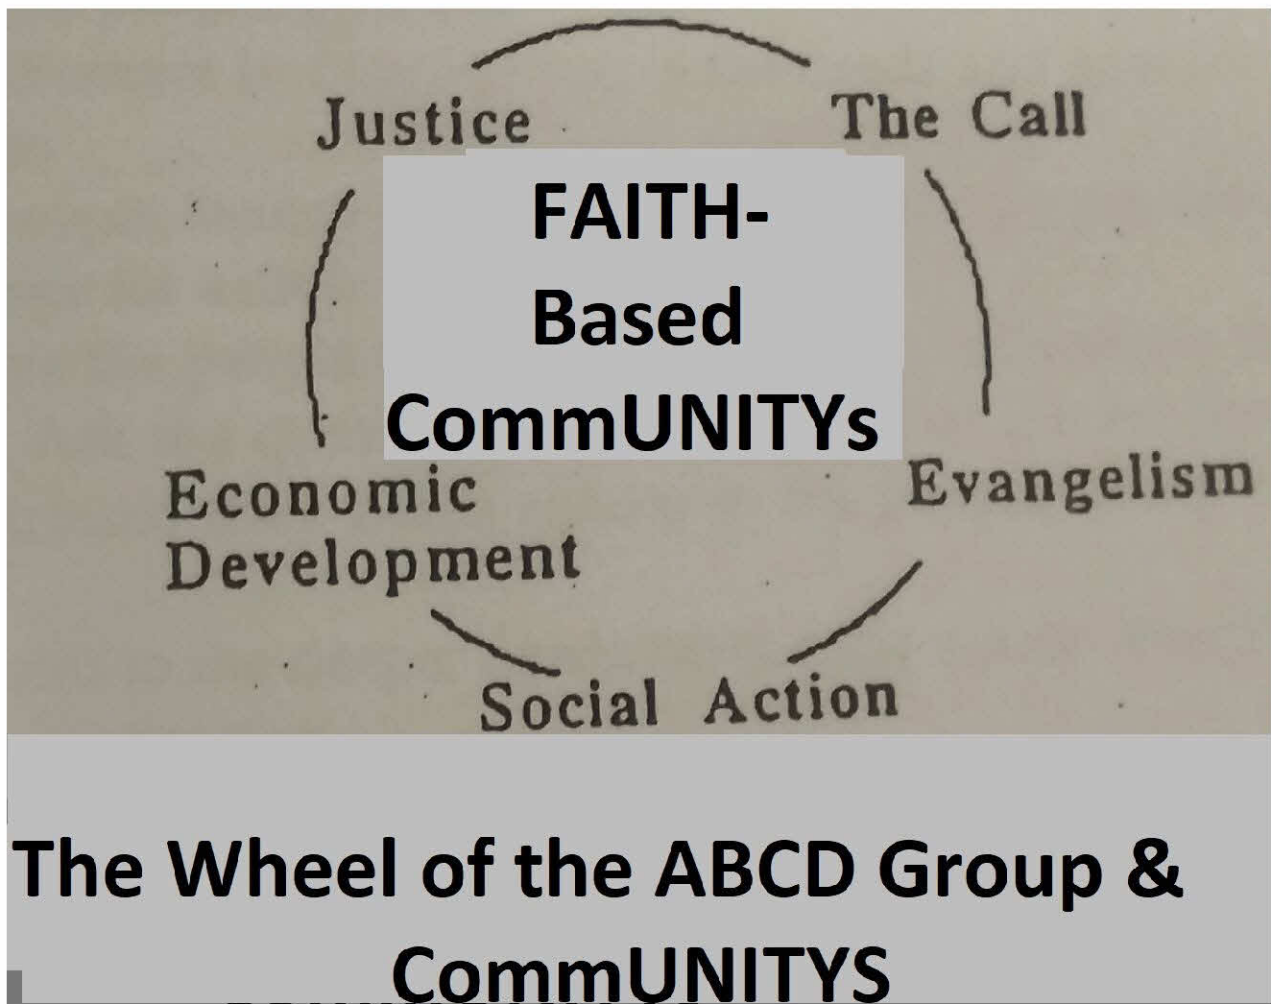 Justice
The Call
FAITH-
Based
CommUNITYs
Economic
Development
Evangelism
Social Action
The Wheel of the ABCD Group &
CommUNITYS